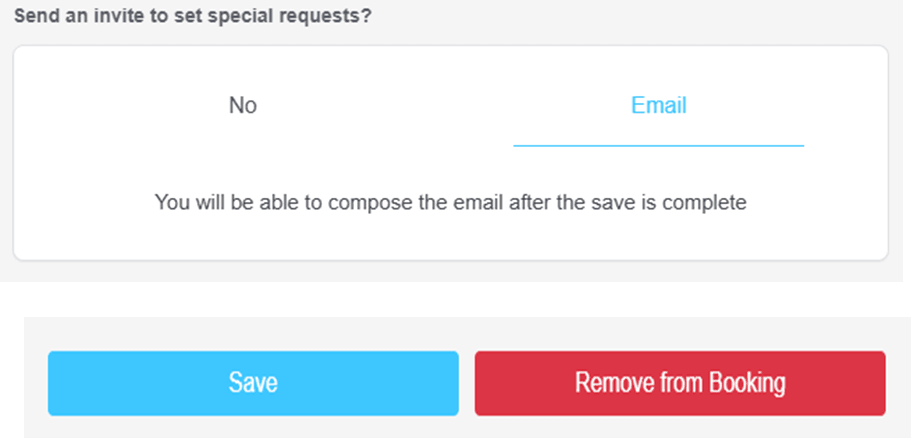 Send an invite to set special requests?
No Email
You will be able to compose the email after the save is complete
Save Remove from Booking